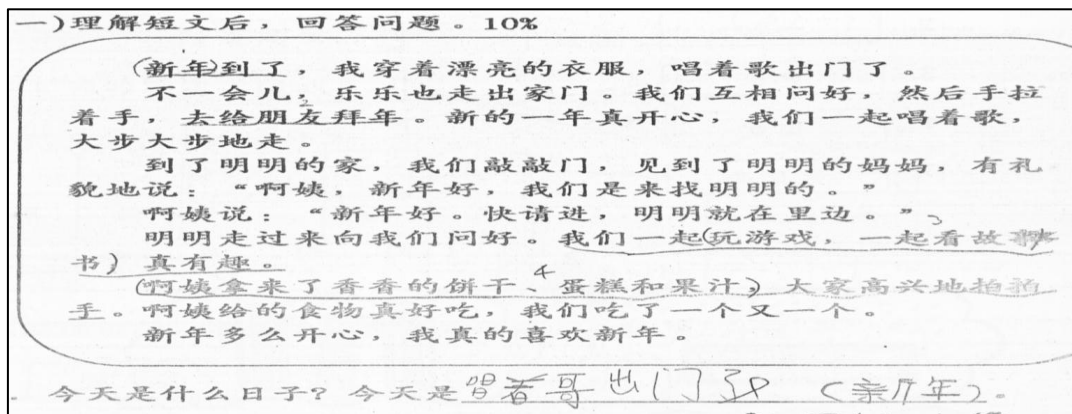 一)理解短文后，回答问题。10%
(新年)到了，我穿着漂亮的衣服，唱着歌出门了。
不一会儿，乐乐也走出家门。我们互相问好，然后手拉
2
着手，去给朋友拜年。新的一年真开心，我们一起唱着歌，
大步大步地走。
到了明明的家，我们敲敲门，见到了明明的妈妈，有礼
貌地说：“啊姨，新年好，我们是来找明明的。”
啊姨说：“新年好。快请进，明明就在里边。”
3
明明走过来向我们问好。我们一起(玩游戏，一起看故事
书) 真有趣。
4
(啊姨拿来了香香的饼干、蛋糕和果汁，) 大家高兴地拍拍
手。啊姨给的食物真好吃，我们吃了一个又一个。
新年多么开心，我真的喜欢新年。
今天是什么日子？今天是唱着哥出门了 (亲斤年)。